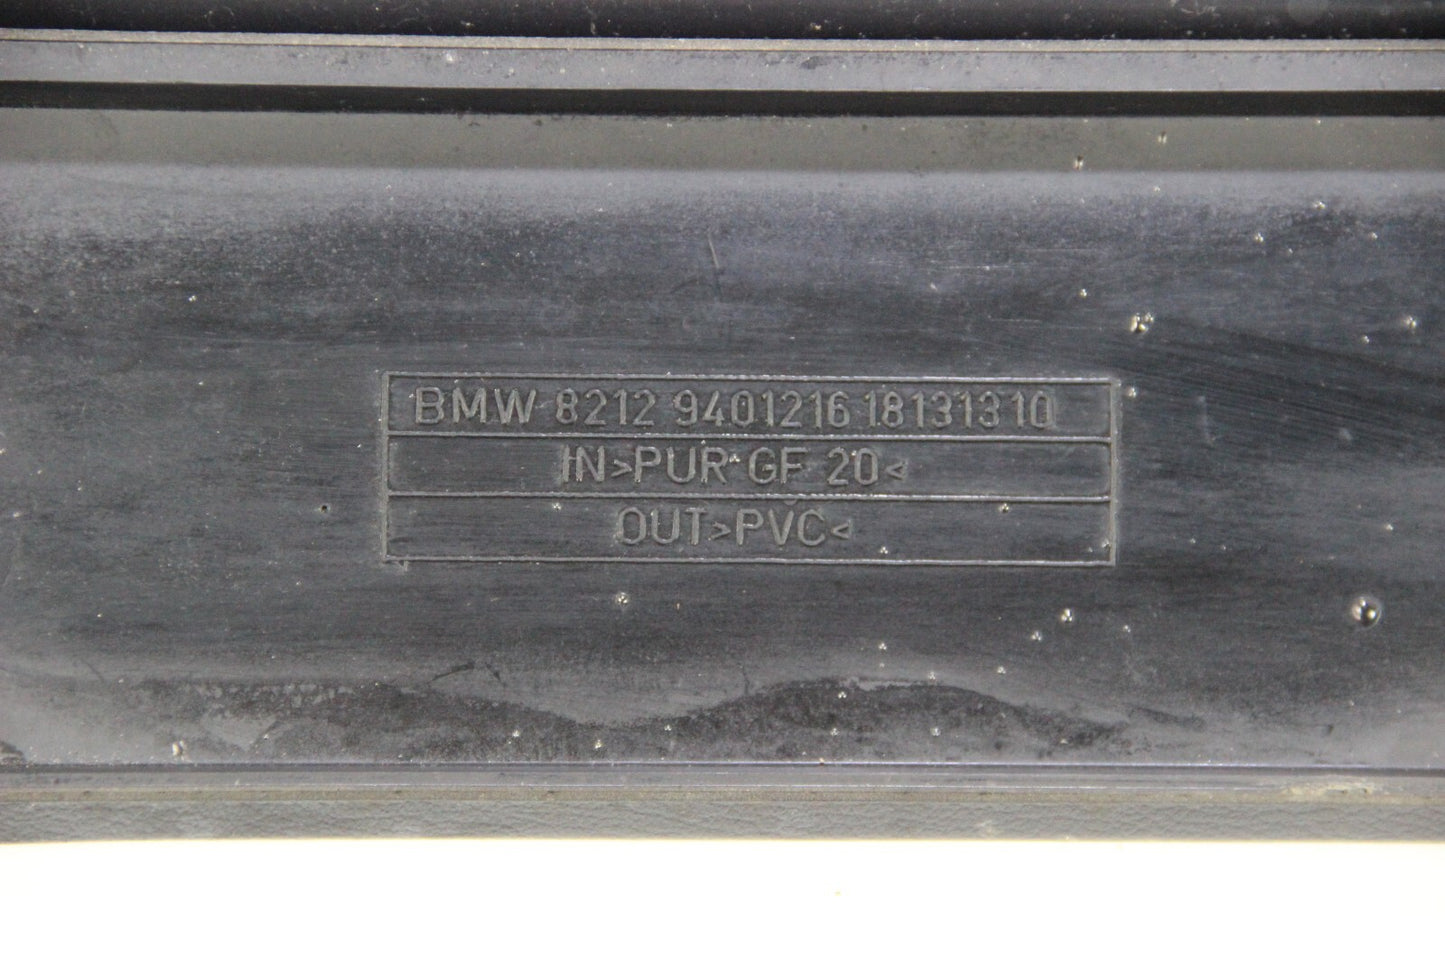 BMW 8212 9401216 18131310
IN>PUR GF 20<
OUT>PVC<